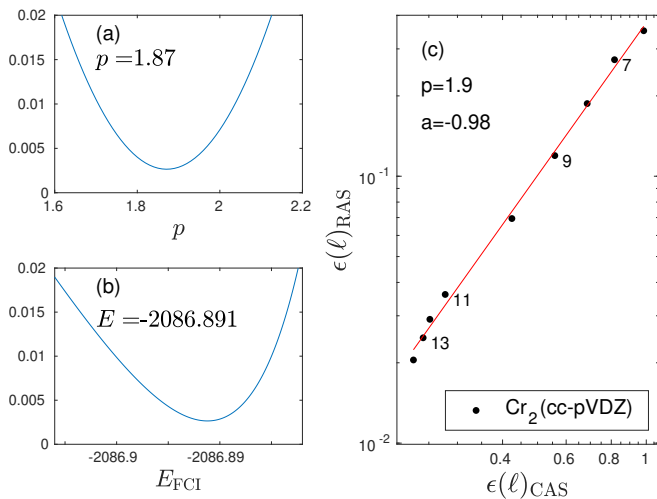 (a)
p =1.87
0.02
0.015
0.01
0.005
0
1.6 1.8 2 2.2
p
(b)
E =-2086.891
0.02
0.015
0.01
0.005
0
-2086.9 -2086.89
E_FCI
(c)
p=1.9
a=-0.98
7
9
11
13
Cr_2(cc-pVDZ)
10^-1
10^-2
0.4 0.6 0.8 1
ϵ(ℓ)_RAS
ϵ(ℓ)_CAS